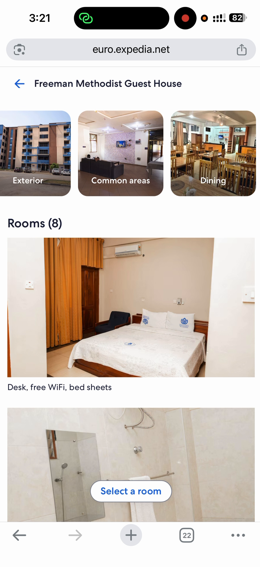 3:21
82
euro.expedia.net
Freeman Methodist Guest House
Exterior
Common areas
Dining
Rooms (8)
Desk, free WiFi, bed sheets
Select a room
22